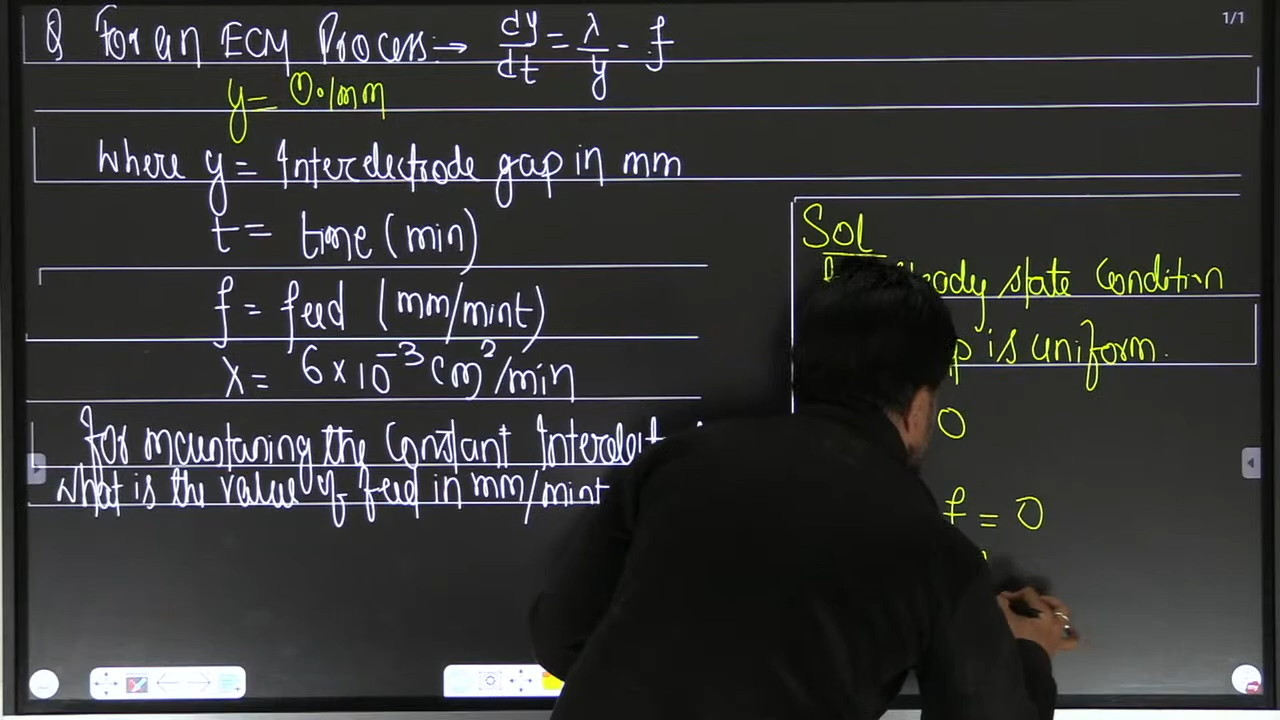 1/1
Q For an ECM Process:→ dy/dt = λ/y - f
y = 0.1mm
Where y = Interelectrode gap in mm
t = time (min)
f = feed (mm/mint)
λ = 6×10⁻³ cm²/min
for maintaning the Constant
What is the value of feed in mm/mint
Sol
steady state Condition
is uniform.
0
f = 0